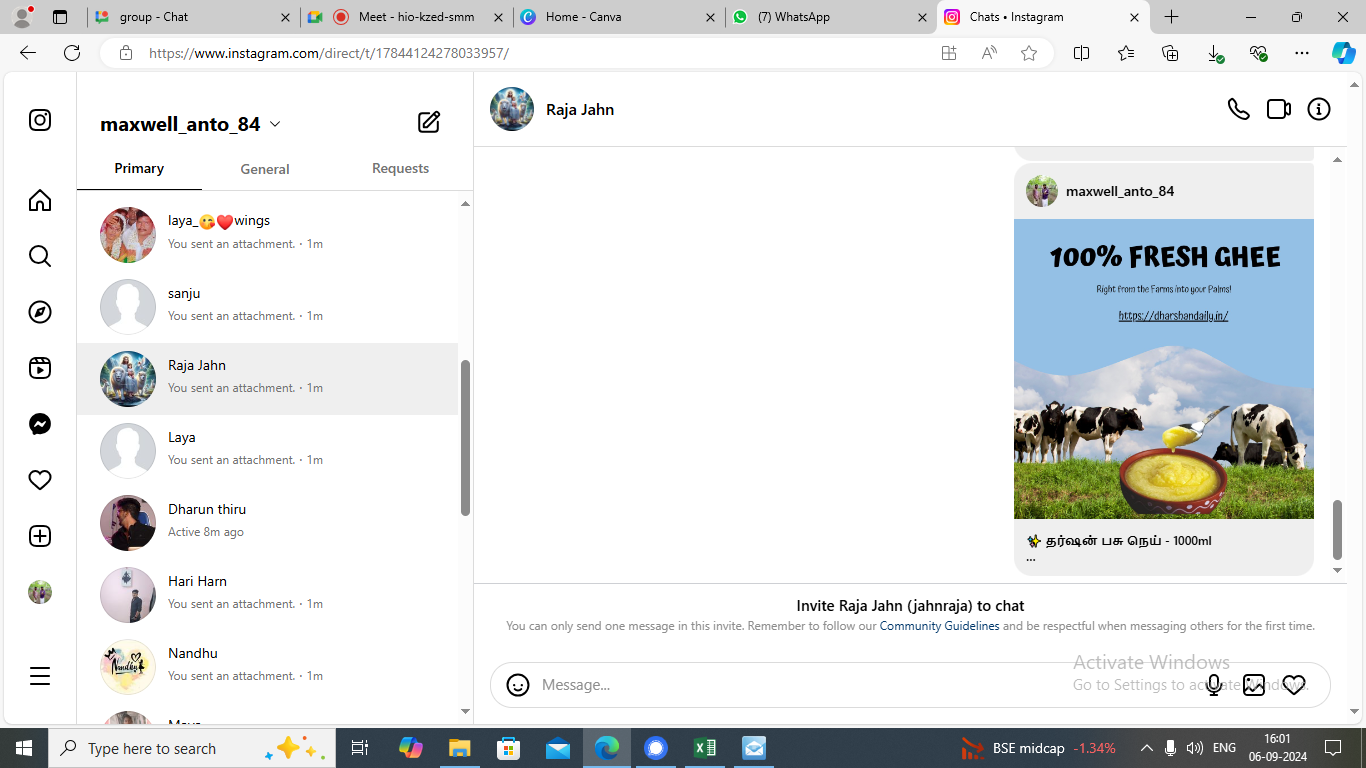 group - Chat
Meet - hio-kzed-smm
Home - Canva
(7) WhatsApp
Chats • Instagram
https://www.instagram.com/direct/t/17844124278033957/
maxwell_anto_84
Primary
General
Requests
laya_😘❤️wings
You sent an attachment. · 1m
sanju
You sent an attachment. · 1m
Raja Jahn
You sent an attachment. · 1m
Laya
You sent an attachment. · 1m
Dharun thiru
Active 8m ago
Hari Harn
You sent an attachment. · 1m
Nandhu
You sent an attachment. · 1m
Raja Jahn
maxwell_anto_84
100% FRESH GHEE
Right from the Farms into your Palms!
https://dharshandaily.in/
✨ தர்ஷன் பசு நெய் - 1000ml
...
Invite Raja Jahn (jahnraja) to chat
You can only send one message in this invite. Remember to follow our Community Guidelines and be respectful when messaging others for the first time.
Message...
Activate Windows
Go to Settings to activate Windows.
Type here to search
BSE midcap -1.34%
ENG
16:01
06-09-2024